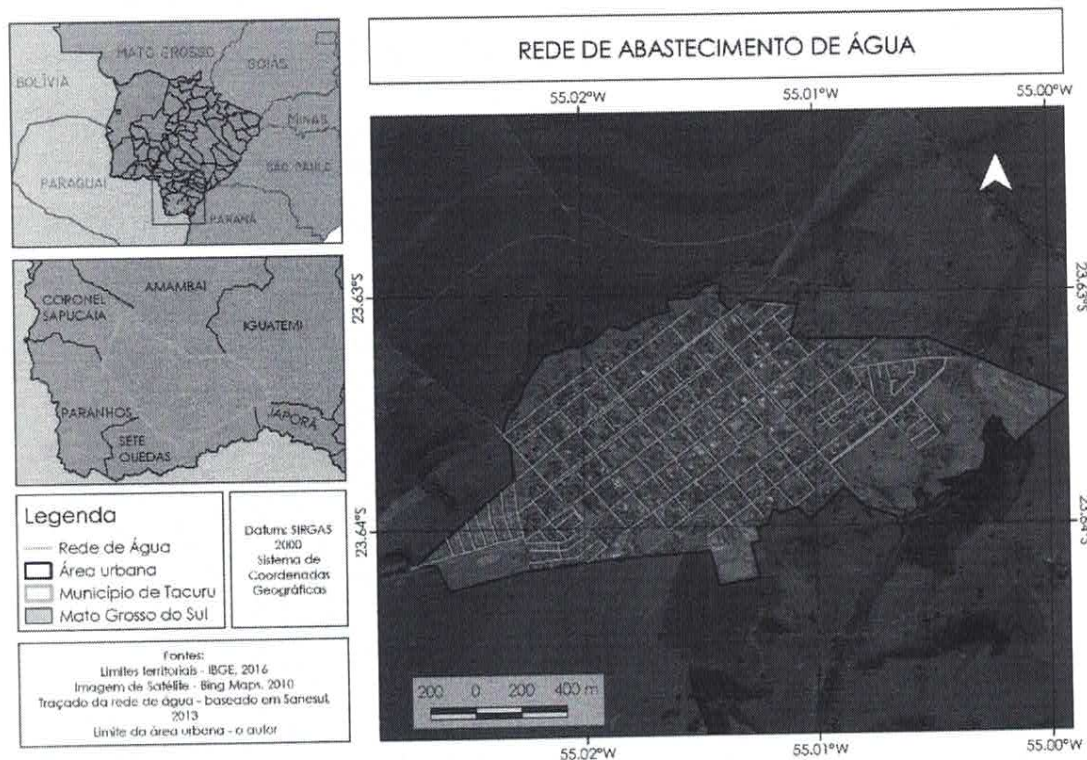 REDE DE ABASTECIMENTO DE ÁGUA
MATO GROSSO
GOIÁS
BOLÍVIA
MINAS
SÃO PAULO
PARAGUAI
PARANÁ
AMAMBAI
CORONEL
SAPUCAIA
IGUATEMI
PARANHOS
SETE
QUEDAS
JAPORÃ
Legenda
Rede de Água
Área urbana
Município de Tacuru
Mato Grosso do Sul
Datum: SIRGAS
2000
Sistema de
Coordenadas
Geográficas
Fontes:
Limites territoriais - IBGE, 2016
Imagem de Satélite - Bing Maps, 2010
Traçado da rede de água - baseado em Sanesul,
2013
Limite da área urbana - o autor
55.02°W
55.01°W
55.00°W
23.63°S
23.63°S
23.64°S
23.64°S
200 0 200 400 m
55.02°W
55.01°W
55.00°W